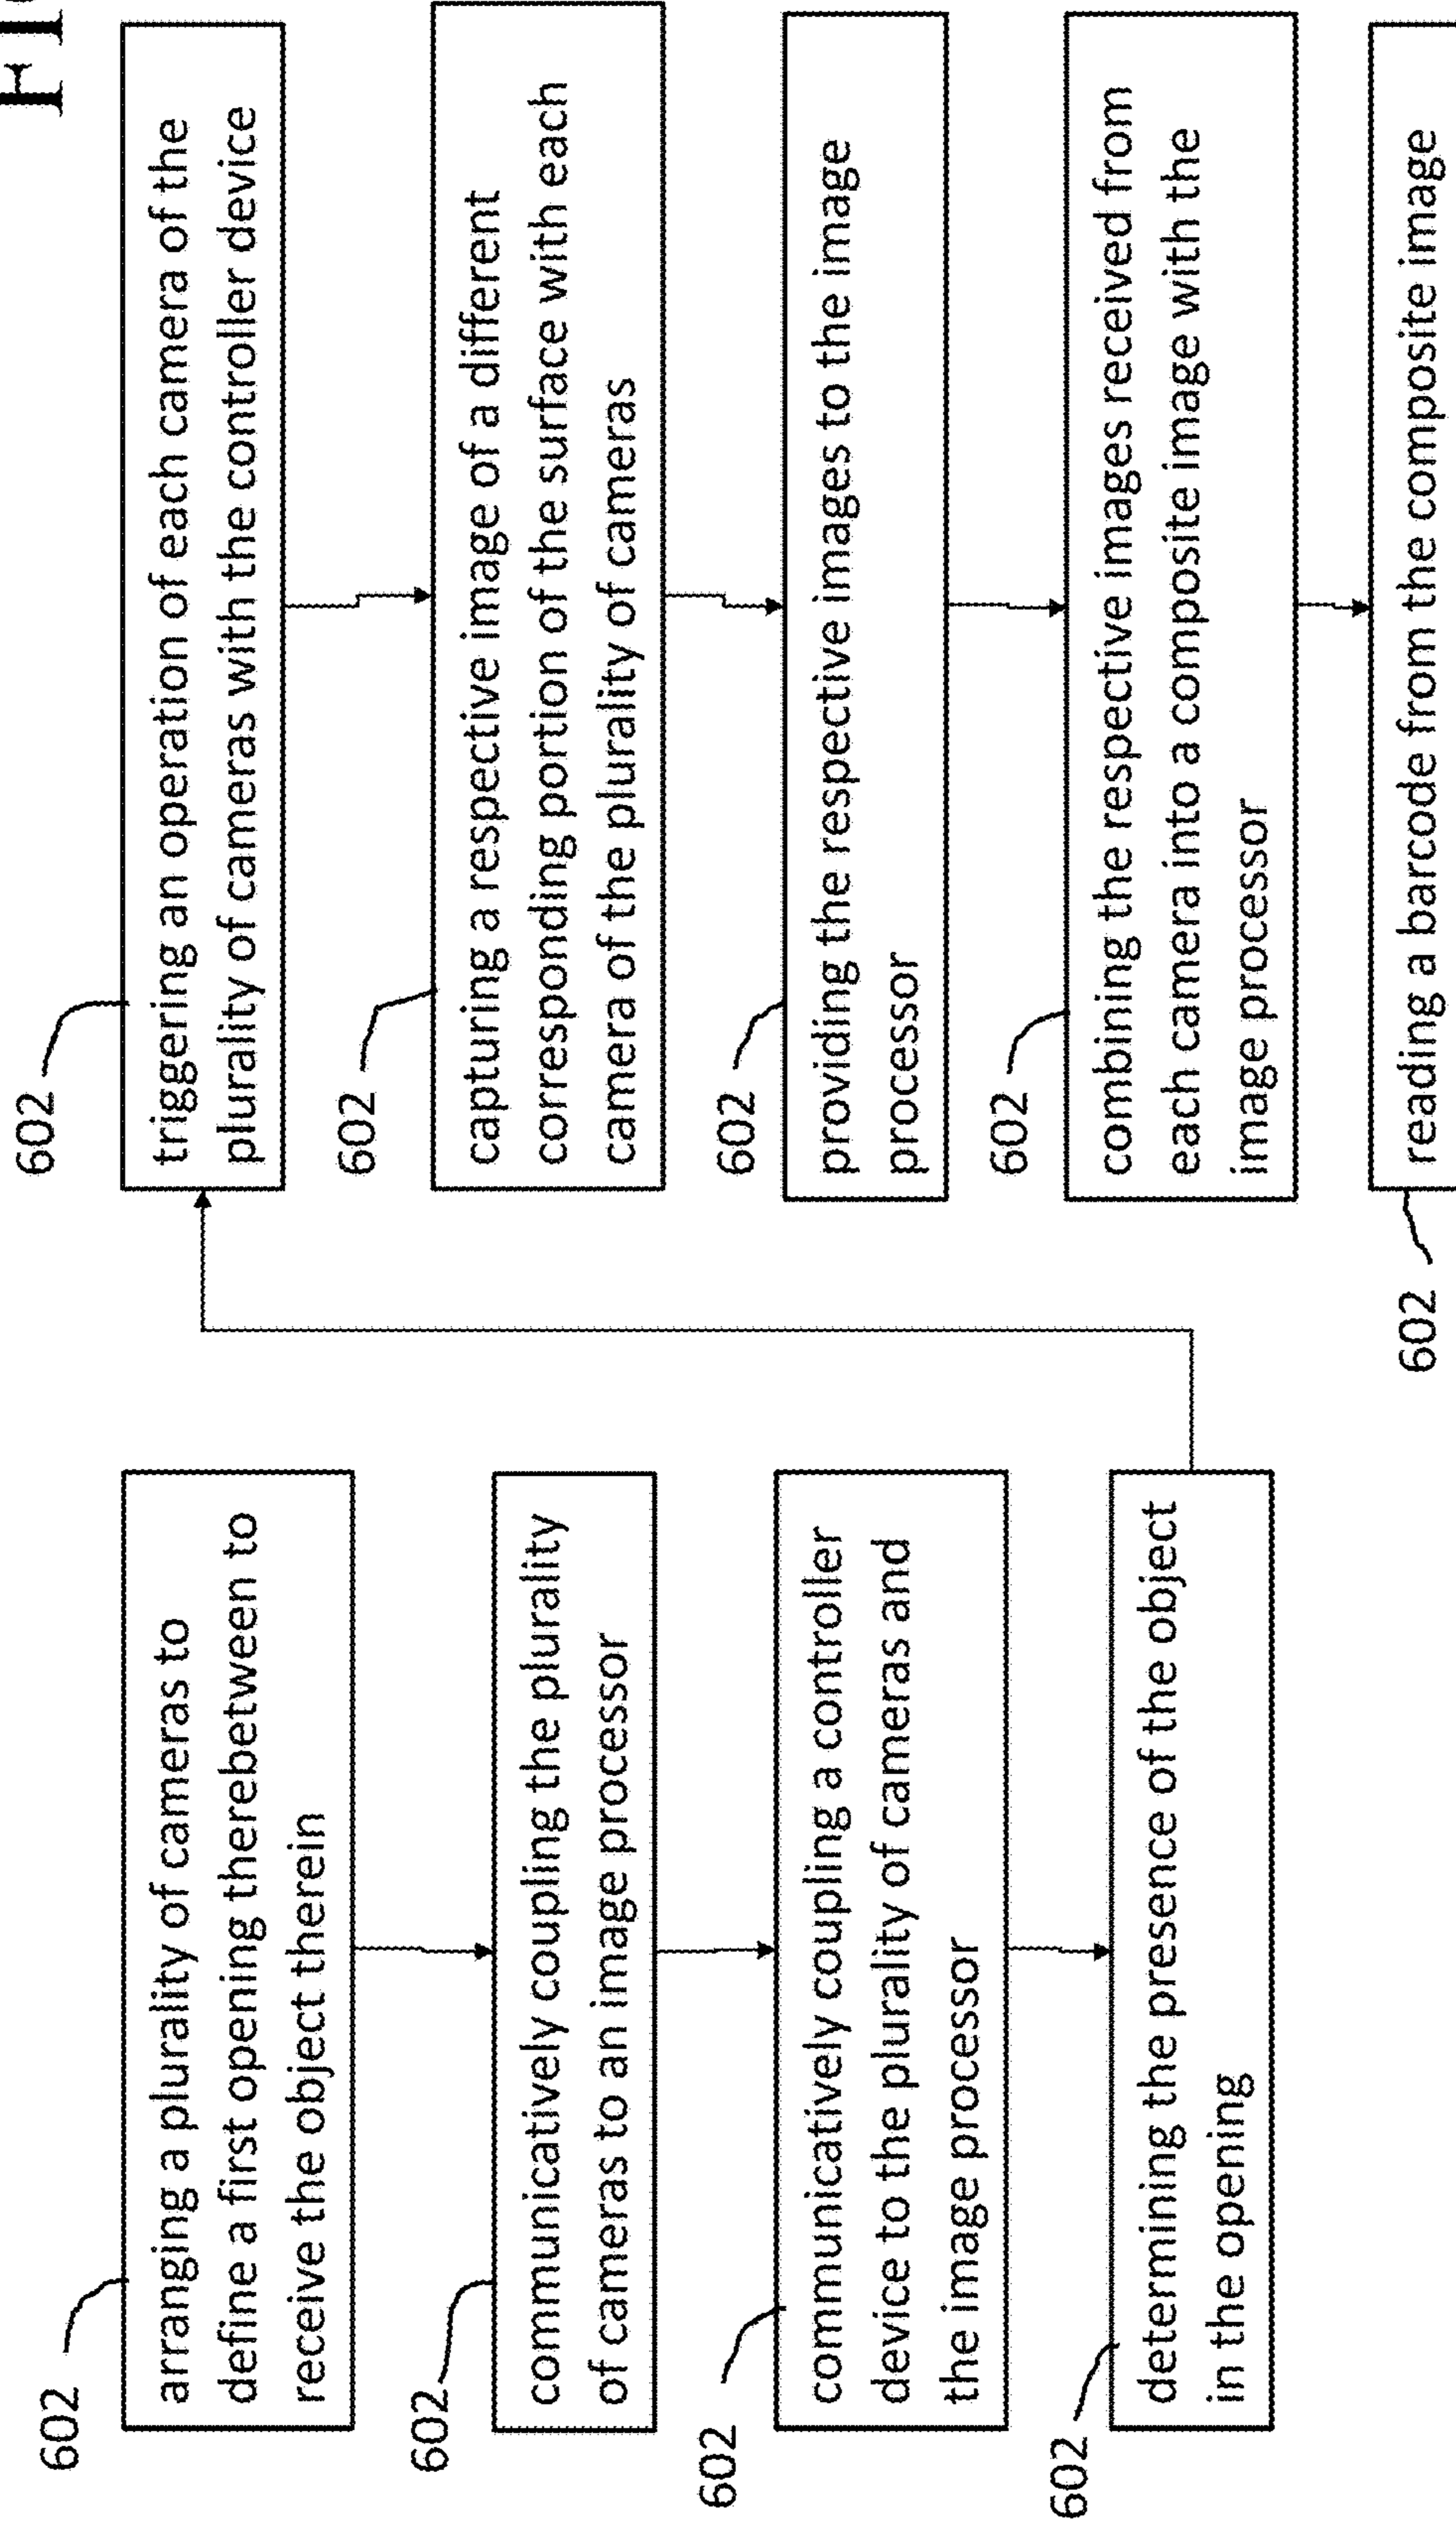 602
arranging a plurality of cameras to
define a first opening therebetween to
receive the object therein
602
communicatively coupling the plurality
of cameras to an image processor
602
communicatively coupling a controller
device to the plurality of cameras and
the image processor
602
determining the presence of the object
in the opening
602
triggering an operation of each camera of the
plurality of cameras with the controller device
602
capturing a respective image of a different
corresponding portion of the surface with each
camera of the plurality of cameras
602
providing the respective images to the image
processor
602
combining the respective images received from
each camera into a composite image with the
image processor
602
reading a barcode from the composite image